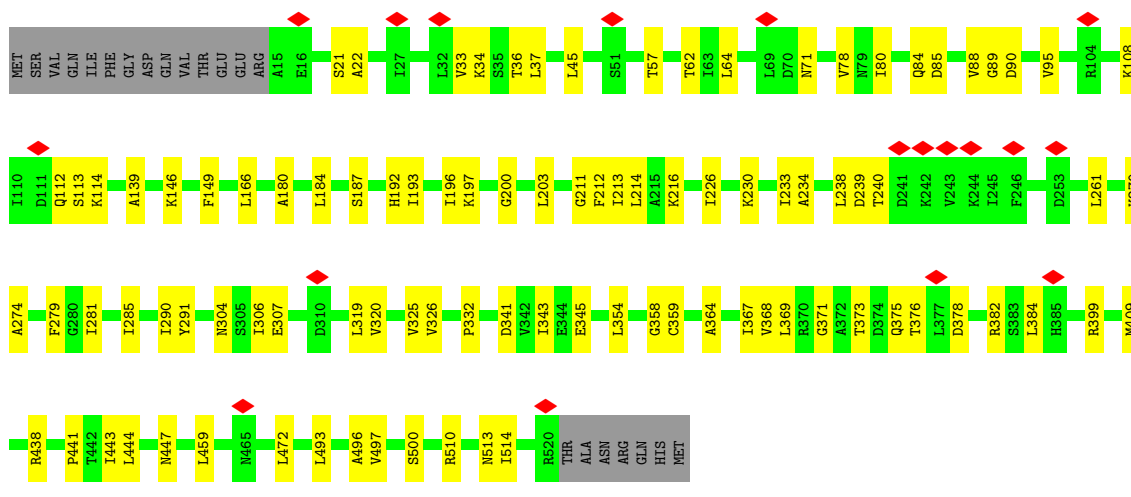 MET SER VAL GLN ILE PHE GLY ASP GLN VAL THR GLU GLU ARG A15 E16 S21 A22 I27 L32 V33 K34 S35 T36 L37 L45 S51 T57 T62 I63 L64 L69 D70 N71 V78 N79 I80 Q84 D85 V88 G89 D90 V95 R104 K108
I110 D111 Q112 S113 K114 A139 K146 F149 L166 A180 L184 S187 H192 I193 I196 K197 G200 L203 G211 F212 I213 L214 A215 K216 I226 K230 I233 A234 L238 D239 T240 D241 K242 V243 K244 I245 F246 D253 L261
A274 F279 G280 I281 I285 I290 Y291 N304 S305 I306 E307 D310 L319 V320 V325 V326 P332 D341 V342 I343 E344 E345 L354 G358 C359 A364 I367 V368 L369 R370 G371 A372 T373 D374 Q375 T376 L377 D378 R382 S383 L384 H385 R399 M409
R438 P441 T442 I443 L444 N447 L459 N465 L472 L493 A496 V497 S500 R510 N513 I514 R520 THR ALA ASN ARG GLN HIS MET